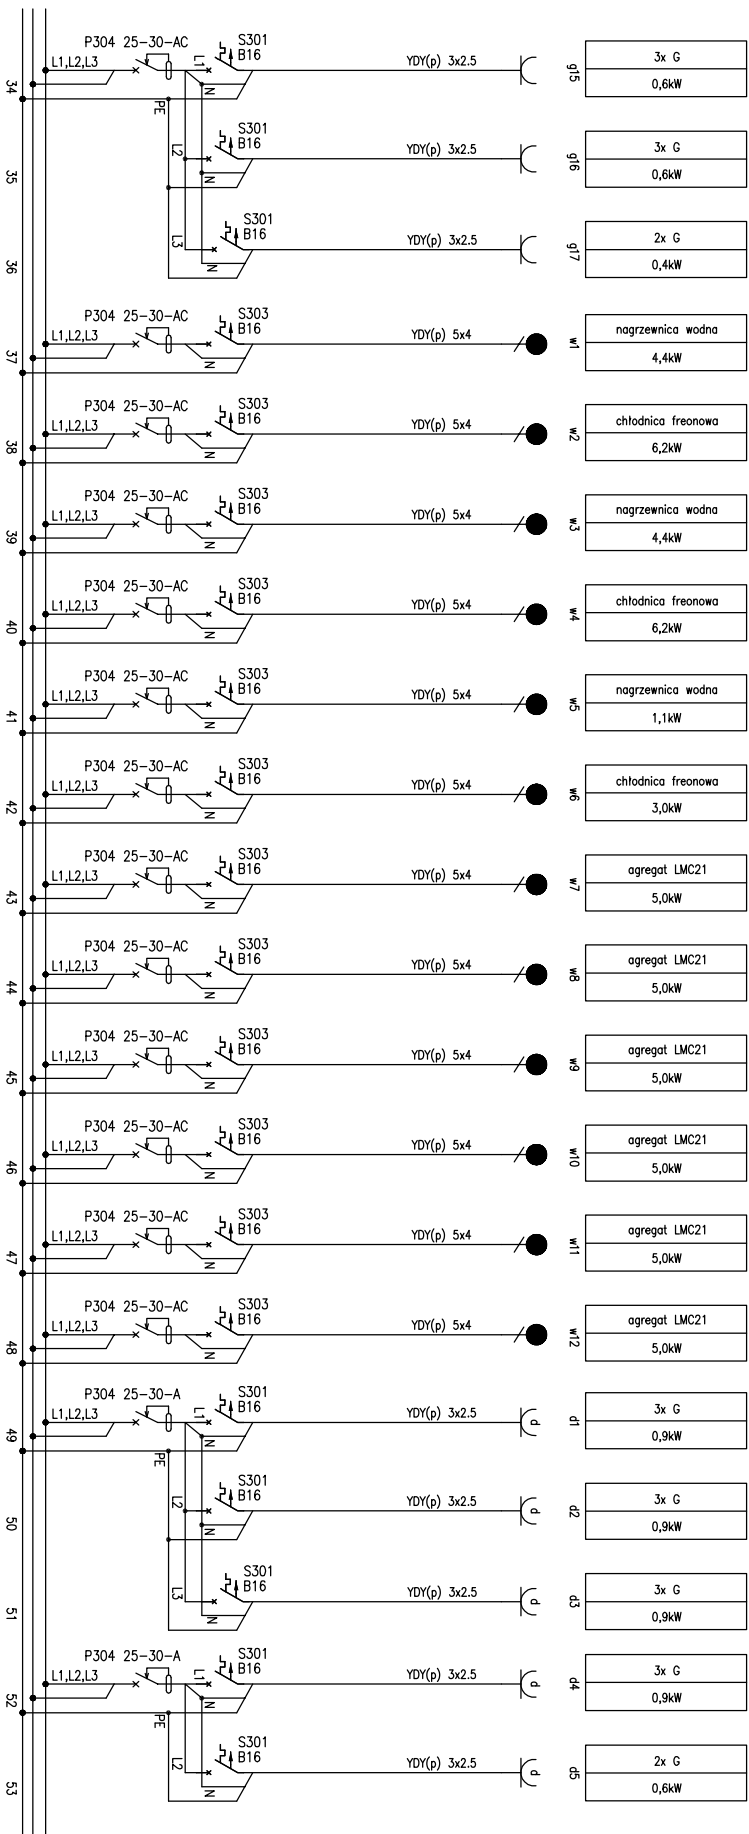 34 L1,L2,L3 P304 25-30-AC L1 N PE S301 B16 YDY(p) 3x2.5 g15 3x G 0,6kW
35 L2 N S301 B16 YDY(p) 3x2.5 g16 3x G 0,6kW
36 L3 N S301 B16 YDY(p) 3x2.5 g17 2x G 0,4kW
37 L1,L2,L3 P304 25-30-AC N S303 B16 YDY(p) 5x4 w1 nagrzewnica wodna 4,4kW
38 L1,L2,L3 P304 25-30-AC N S303 B16 YDY(p) 5x4 w2 chłodnica freonowa 6,2kW
39 L1,L2,L3 P304 25-30-AC N S303 B16 YDY(p) 5x4 w3 nagrzewnica wodna 4,4kW
40 L1,L2,L3 P304 25-30-AC N S303 B16 YDY(p) 5x4 w4 chłodnica freonowa 6,2kW
41 L1,L2,L3 P304 25-30-AC N S303 B16 YDY(p) 5x4 w5 nagrzewnica wodna 1,1kW
42 L1,L2,L3 P304 25-30-AC N S303 B16 YDY(p) 5x4 w6 chłodnica freonowa 3,0kW
43 L1,L2,L3 P304 25-30-AC N S303 B16 YDY(p) 5x4 w7 agregat LMC21 5,0kW
44 L1,L2,L3 P304 25-30-AC N S303 B16 YDY(p) 5x4 w8 agregat LMC21 5,0kW
45 L1,L2,L3 P304 25-30-AC N S303 B16 YDY(p) 5x4 w9 agregat LMC21 5,0kW
46 L1,L2,L3 P304 25-30-AC N S303 B16 YDY(p) 5x4 w10 agregat LMC21 5,0kW
47 L1,L2,L3 P304 25-30-AC N S303 B16 YDY(p) 5x4 w11 agregat LMC21 5,0kW
48 L1,L2,L3 P304 25-30-AC N S303 B16 YDY(p) 5x4 w12 agregat LMC21 5,0kW
49 L1,L2,L3 P304 25-30-A L1 N PE S301 B16 YDY(p) 3x2.5 d d1 3x G 0,9kW
50 L2 N S301 B16 YDY(p) 3x2.5 d d2 3x G 0,9kW
51 L3 N S301 B16 YDY(p) 3x2.5 d d3 3x G 0,9kW
52 L1,L2,L3 P304 25-30-A L1 N PE S301 B16 YDY(p) 3x2.5 d d4 3x G 0,9kW
53 L2 N S301 B16 YDY(p) 3x2.5 d d5 2x G 0,6kW